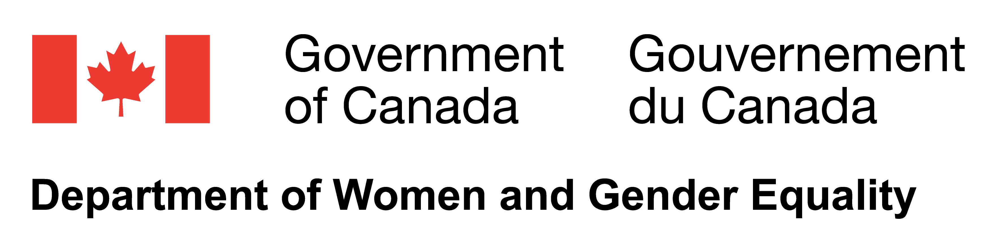 Government
of Canada
Gouvernement
du Canada
Department of Women and Gender Equality